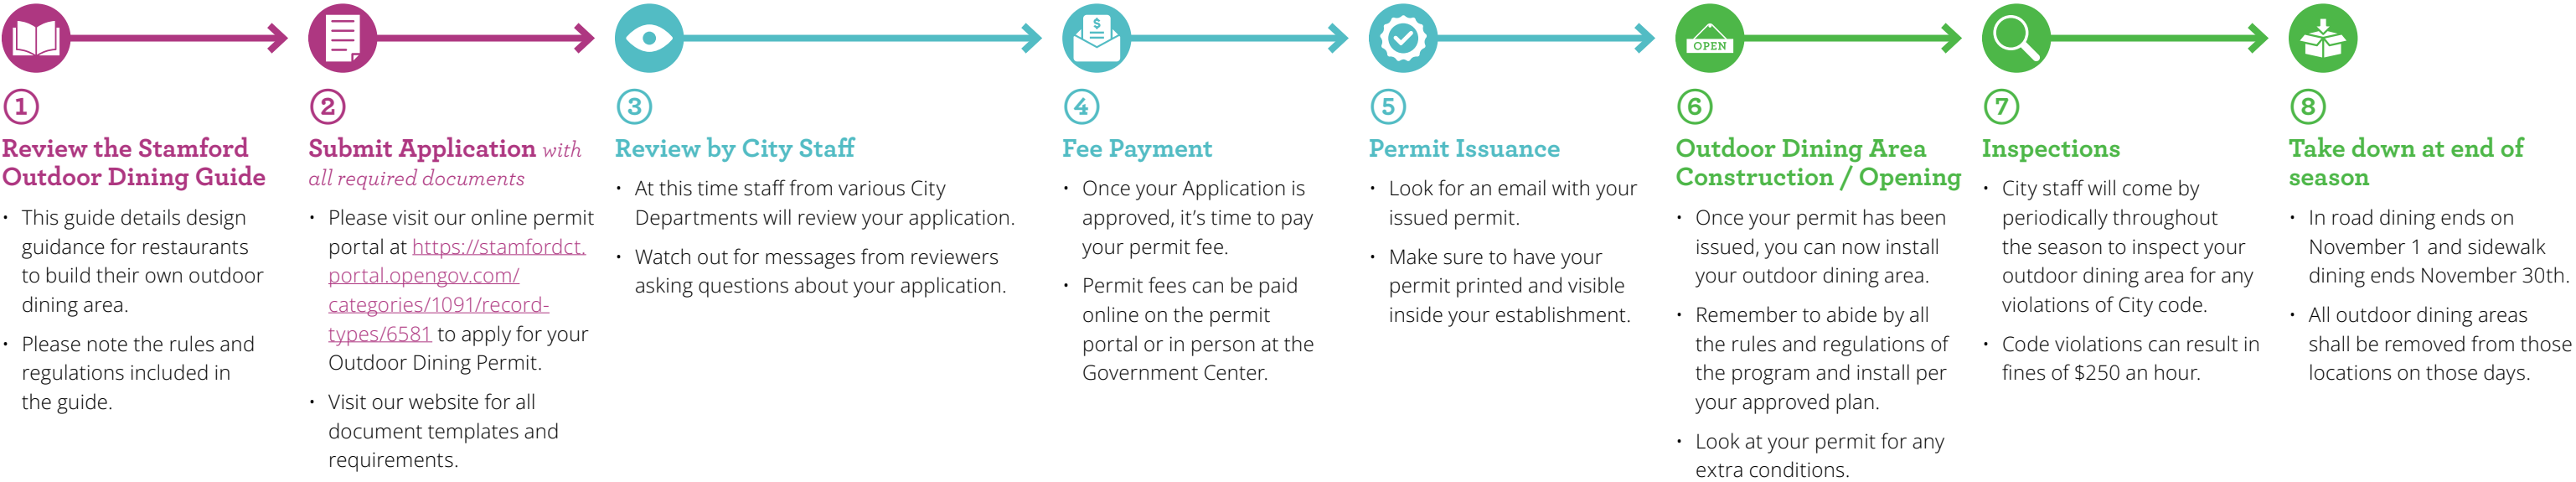 1
Review the Stamford
Outdoor Dining Guide
• This guide details design
guidance for restaurants
to build their own outdoor
dining area.
• Please note the rules and
regulations included in
the guide.
2
Submit Application with
all required documents
• Please visit our online permit
portal at https://stamfordct.
portal.opengov.com/
categories/1091/record-
types/6581 to apply for your
Outdoor Dining Permit.
• Visit our website for all
document templates and
requirements.
3
Review by City Staff
• At this time staff from various City
Departments will review your application.
• Watch out for messages from reviewers
asking questions about your application.
$
4
Fee Payment
• Once your Application is
approved, it’s time to pay
your permit fee.
• Permit fees can be paid
online on the permit
portal or in person at the
Government Center.
5
Permit Issuance
• Look for an email with your
issued permit.
• Make sure to have your
permit printed and visible
inside your establishment.
OPEN
6
Outdoor Dining Area
Construction / Opening
• Once your permit has been
issued, you can now install
your outdoor dining area.
• Remember to abide by all
the rules and regulations of
the program and install per
your approved plan.
• Look at your permit for any
extra conditions.
7
Inspections
• City staff will come by
periodically throughout
the season to inspect your
outdoor dining area for any
violations of City code.
• Code violations can result in
fines of $250 an hour.
8
Take down at end of
season
• In road dining ends on
November 1 and sidewalk
dining ends November 30th.
• All outdoor dining areas
shall be removed from those
locations on those days.